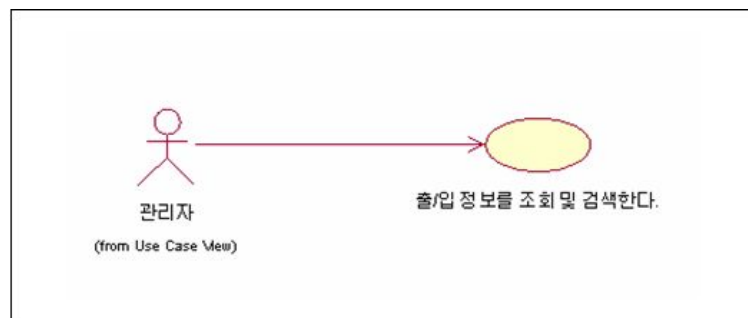 관리자
(from Use Case View)
출/입 정보를 조회 및 검색한다.